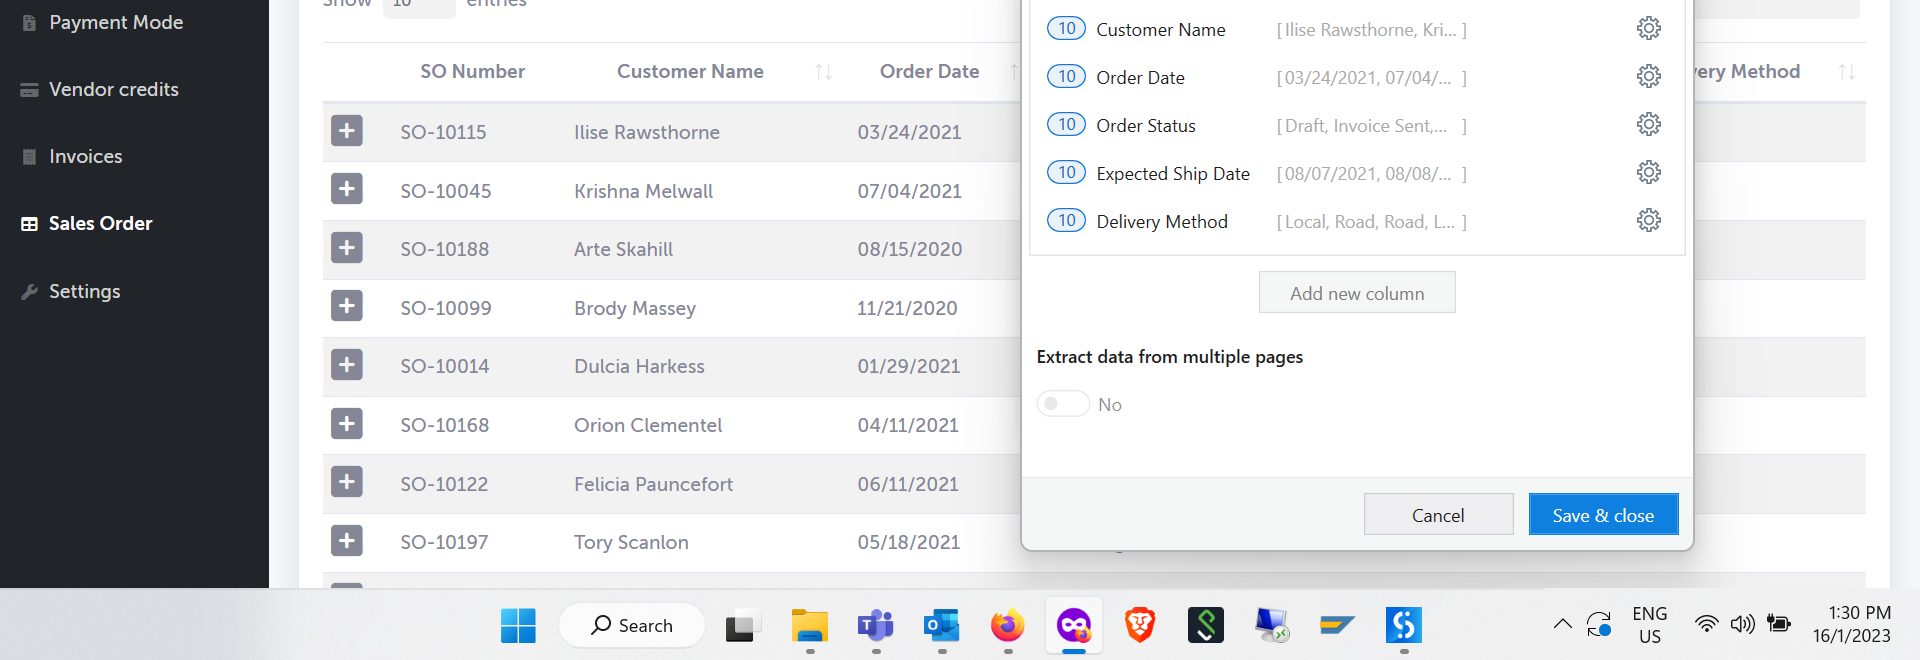 Show 10 entries
Payment Mode
Vendor credits
Invoices
Sales Order
Settings
SO Number Customer Name Order Date
SO-10115 Ilise Rawsthorne 03/24/2021
SO-10045 Krishna Melwall 07/04/2021
SO-10188 Arte Skahill 08/15/2020
SO-10099 Brody Massey 11/21/2020
SO-10014 Dulcia Harkess 01/29/2021
SO-10168 Orion Clementel 04/11/2021
SO-10122 Felicia Pauncefort 06/11/2021
SO-10197 Tory Scanlon 05/18/2021
10 Customer Name [ Ilise Rawsthorne, Kri... ]
10 Order Date [ 03/24/2021, 07/04/... ]
10 Order Status [ Draft, Invoice Sent,... ]
10 Expected Ship Date [ 08/07/2021, 08/08/... ]
10 Delivery Method [ Local, Road, Road, L... ]
Add new column
Extract data from multiple pages
No
Cancel Save & close
very Method
Search
ENG
US
1:30 PM
16/1/2023